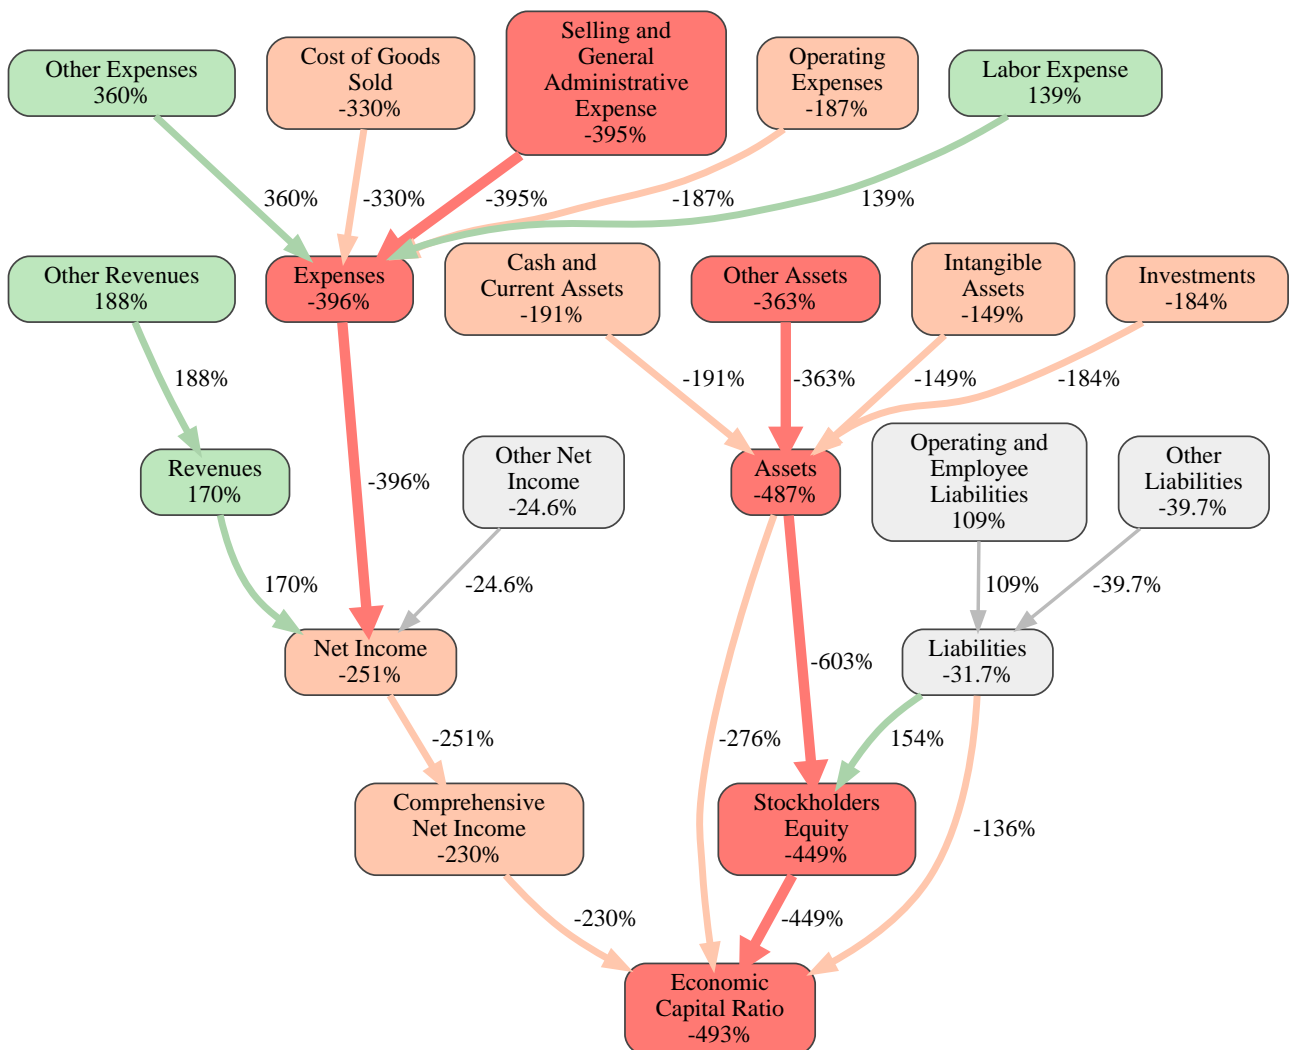 Other Expenses
360%
Cost of Goods
Sold
-330%
Selling and
General
Administrative
Expense
-395%
Operating
Expenses
-187%
Labor Expense
139%
360%
-330%
-395%
-187%
139%
Other Revenues
188%
Expenses
-396%
Cash and
Current Assets
-191%
Other Assets
-363%
Intangible
Assets
-149%
Investments
-184%
188%
-191%
-363%
-149%
-184%
Revenues
170%
-396%
Other Net
Income
-24.6%
Assets
-487%
Operating and
Employee
Liabilities
109%
Other
Liabilities
-39.7%
170%
-24.6%
109%
-39.7%
Net Income
-251%
-603%
Liabilities
-31.7%
-251%
-276%
154%
Comprehensive
Net Income
-230%
Stockholders
Equity
-449%
-136%
-230%
-449%
Economic
Capital Ratio
-493%